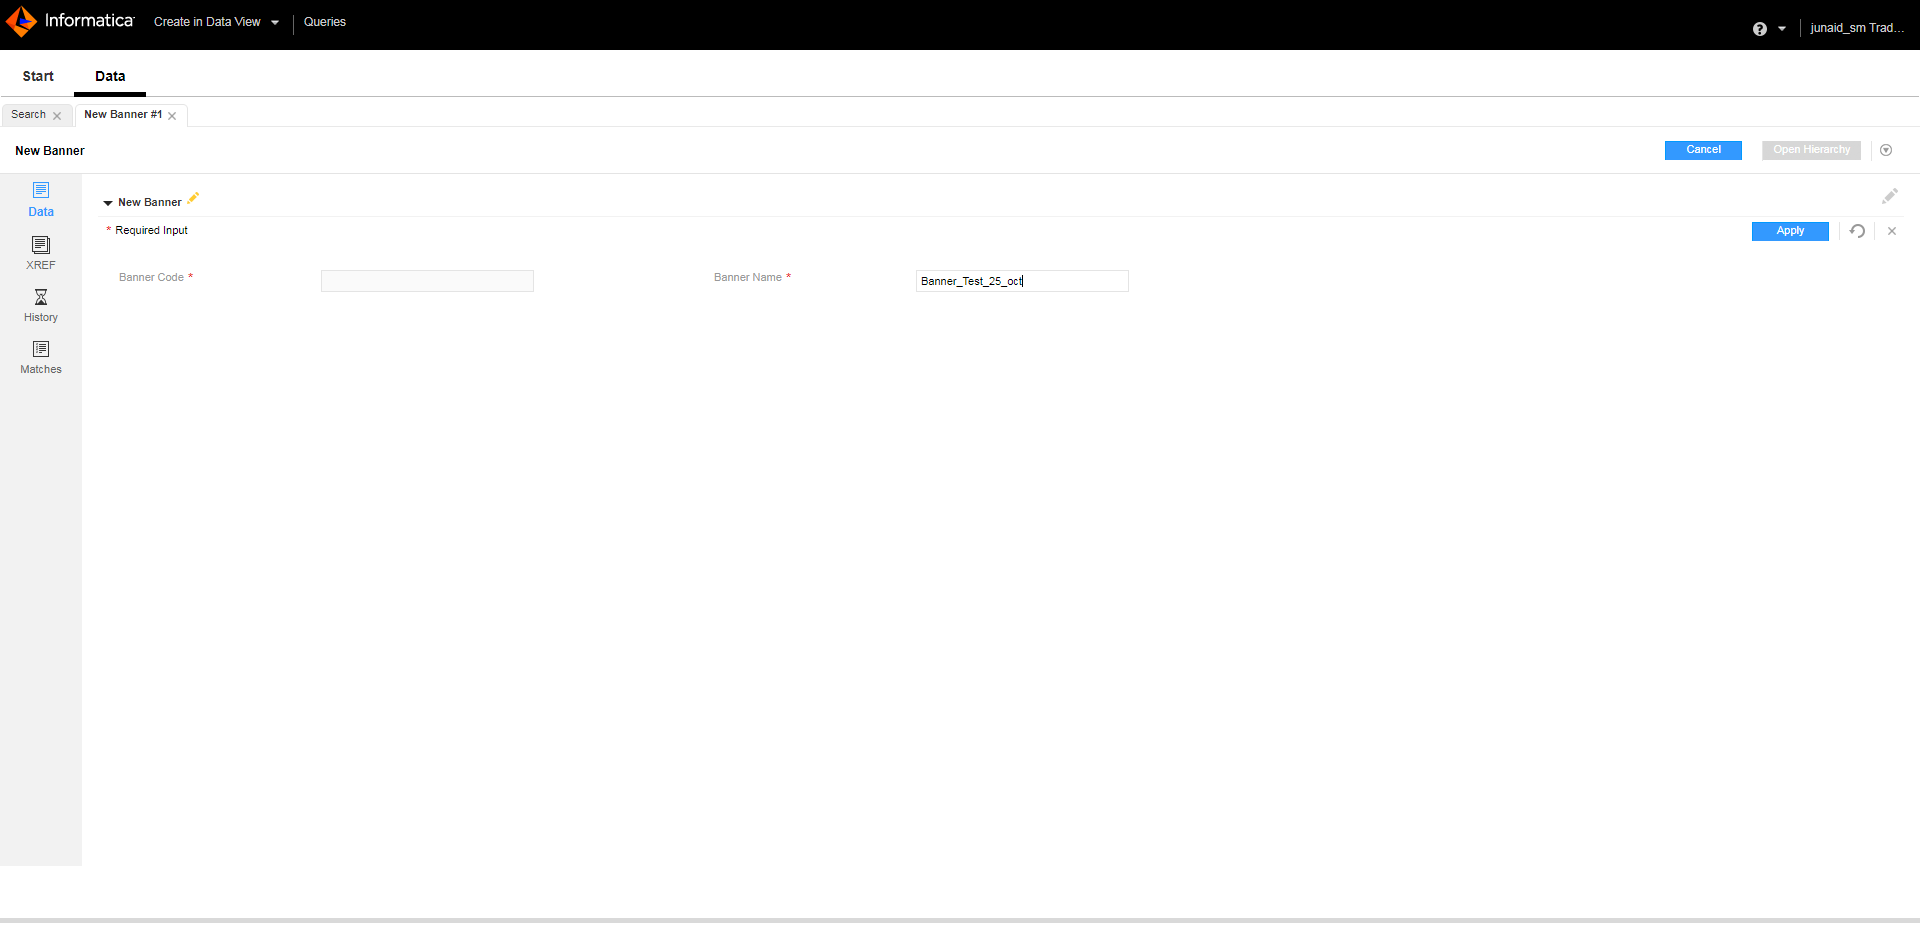 Informatica Create in Data View Queries junaid_sm Trad...
Start Data
Search New Banner #1
New Banner Cancel Open Hierarchy
Data
New Banner
* Required Input Apply
XREF
Banner Code * Banner Name * Banner_Test_25_oct
History
Matches